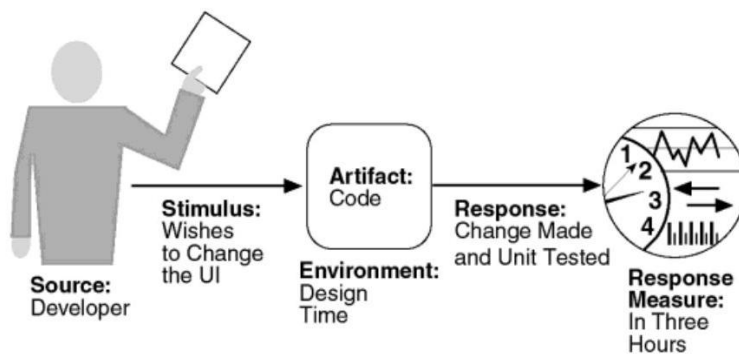 Source:
Developer
Stimulus:
Wishes
to Change
the UI
Artifact:
Code
Environment:
Design
Time
Response:
Change Made
and Unit Tested
1
2
3
4
Response
Measure:
In Three
Hours